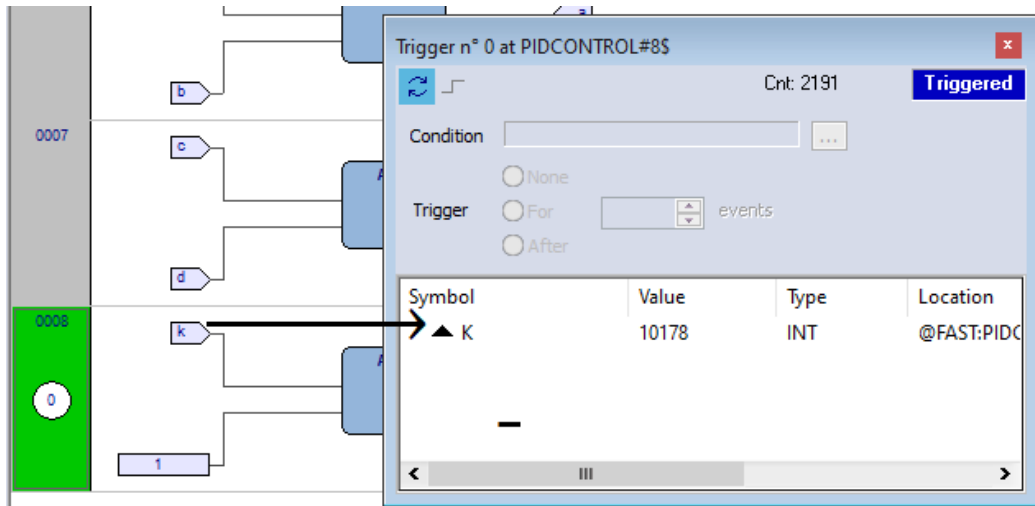 a
Trigger n° 0 at PIDCONTROL#8$
x
Cnt: 2191
Triggered
b
0007
c
Condition
...
A
None
Trigger
For
events
After
d
Symbol Value Type Location
0008
k
K 10178 INT @FAST:PIDC
A
0
1